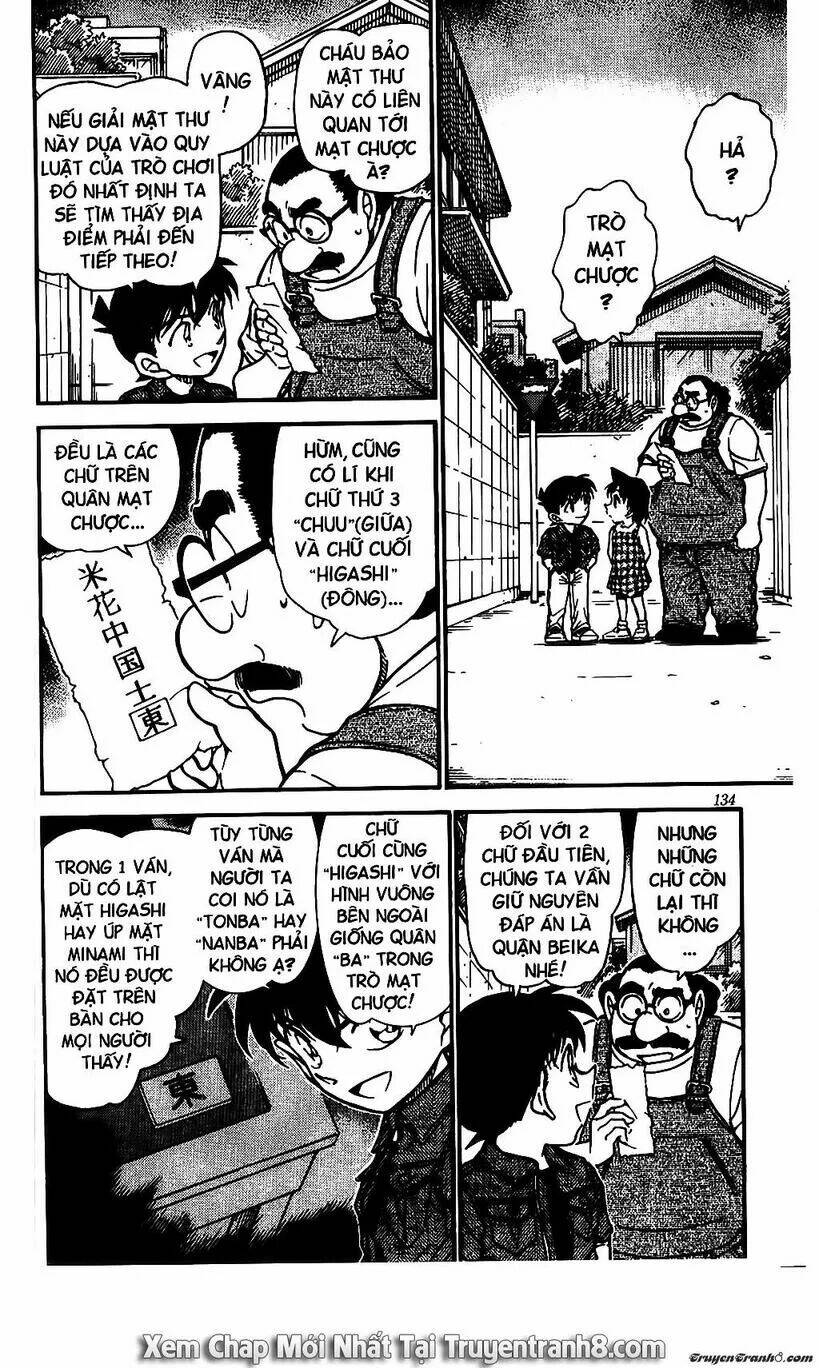 HẢ
?
TRÒ
MẠT
CHƯỢC
?
CHÁU BẢO
MẬT THƯ
NÀY CÓ LIÊN
QUAN TỚI
MẠT CHƯỢC
À?
VÂNG
!
NẾU GIẢI MẬT THƯ
NÀY DỰA VÀO QUY
LUẬT CỦA TRÒ CHƠI
ĐÓ NHẤT ĐỊNH TA
SẼ TÌM THẤY ĐỊA
ĐIỂM PHẢI ĐẾN
TIẾP THEO!
HỪM, CŨNG
CÓ LÍ KHI
CHỮ THỨ 3
"CHUU"(GIỮA)
VÀ CHỮ CUỐI
"HIGASHI"
(ĐÔNG)...
ĐỀU LÀ CÁC
CHỮ TRÊN
QUÂN MẠT
CHƯỢC...
米花中国土東
134
NHƯNG
NHỮNG
CHỮ CÒN
LẠI THÌ
KHÔNG
...
ĐỐI VỚI 2
CHỮ ĐẦU TIÊN,
CHÚNG TA VẪN
GIỮ NGUYÊN
ĐÁP ÁN LÀ
QUẬN BEIKA
NHÉ!
CHỮ
CUỐI CÙNG
"HIGASHI" VỚI
HÌNH VUÔNG
BÊN NGOÀI
GIỐNG QUÂN
"BA" TRONG
TRÒ MẠT
CHƯỢC!
TÙY TỪNG
VÁN MÀ
NGƯỜI TA
COI NÓ LÀ
"TONBA" HAY
"NANBA" PHẢI
KHÔNG Ạ?
TRONG 1 VÁN,
DÙ CÓ LẬT
MẶT HIGASHI
HAY ÚP MẶT
MINAMI THÌ
NÓ ĐỀU ĐƯỢC
ĐẶT TRÊN
BÀN CHO
MỌI NGƯỜI
THẤY!
東
Xem Chap Mới Nhất Tại Truyentranh8.com
TruyenTranh8.com